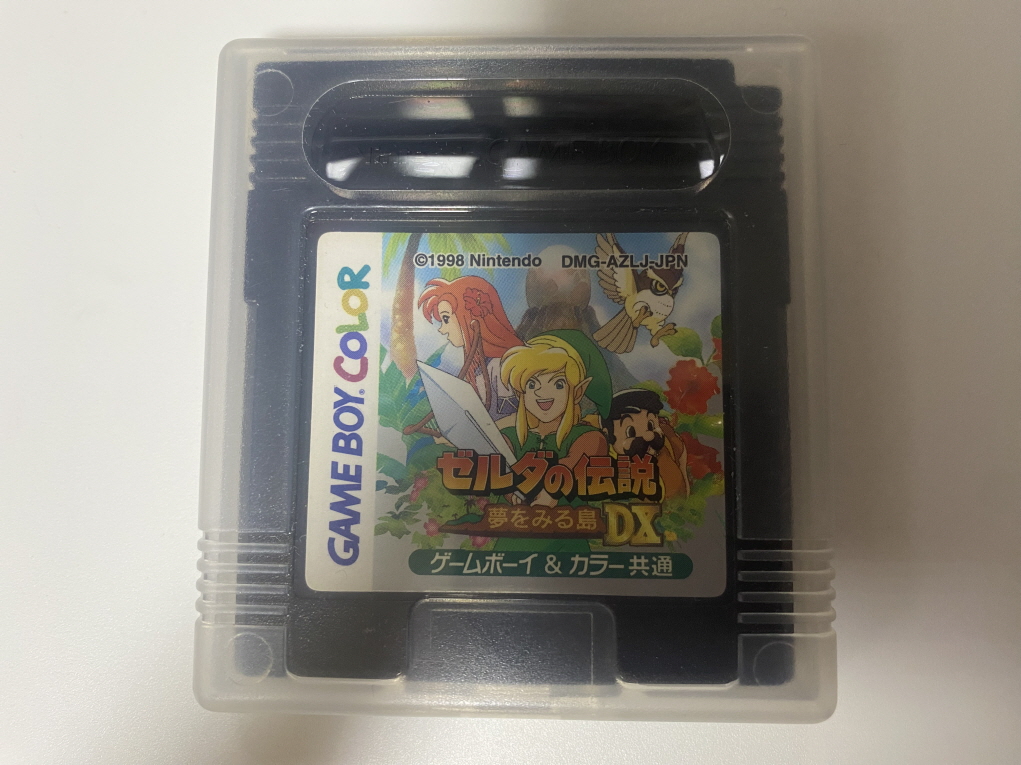 ©1998 Nintendo DMG-AZLJ-JPN
GAME BOY COLOR
ゼルダの伝説
夢をみる島 DX
ゲームボーイ & カラー共通